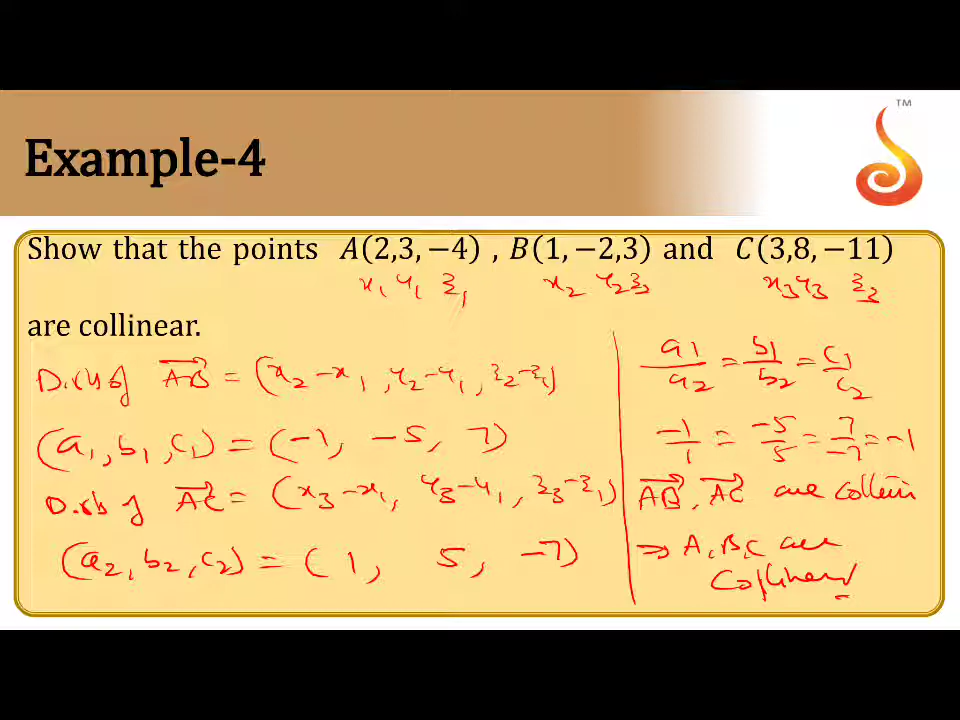 TM
Example-4
Show that the points A(2,3,−4) , B(1,−2,3) and C(3,8,−11)
x₁ y₁ z₁ x₂ y₂ z₂ x₃ y₃ z₃
are collinear.
D.rs of AB = (x₂−x₁, y₂−y₁, z₂−z₁)
(a₁, b₁, c₁) = (−1, −5, 7)
D.rs of AC = (x₃−x₁, y₃−y₁, z₃−z₁)
(a₂, b₂, c₂) = (1, 5, −7)
a₁/a₂ = b₁/b₂ = c₁/c₂
−1/1 = −5/5 = 7/−7 = −1
AB, AC are
⇒ A, B, C are
Collinear